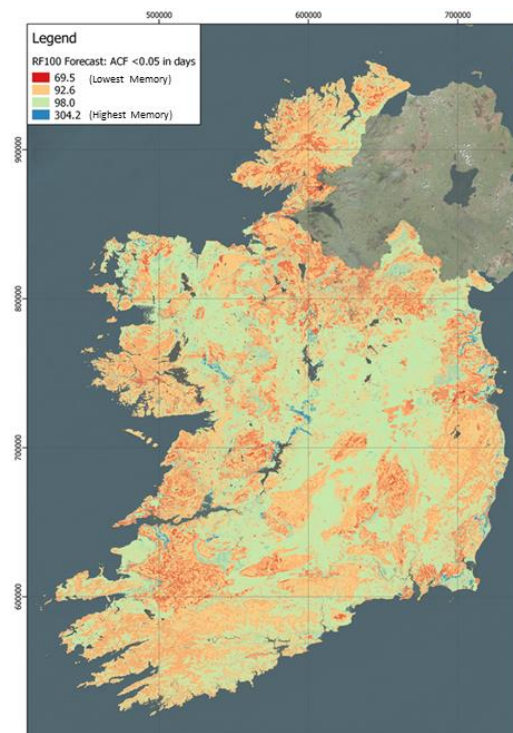 500000 600000 700000
Legend
RF100 Forecast: ACF <0.05 in days
69.5 (Lowest Memory)
92.6
98.0
304.2 (Highest Memory)
900000
800000
700000
600000